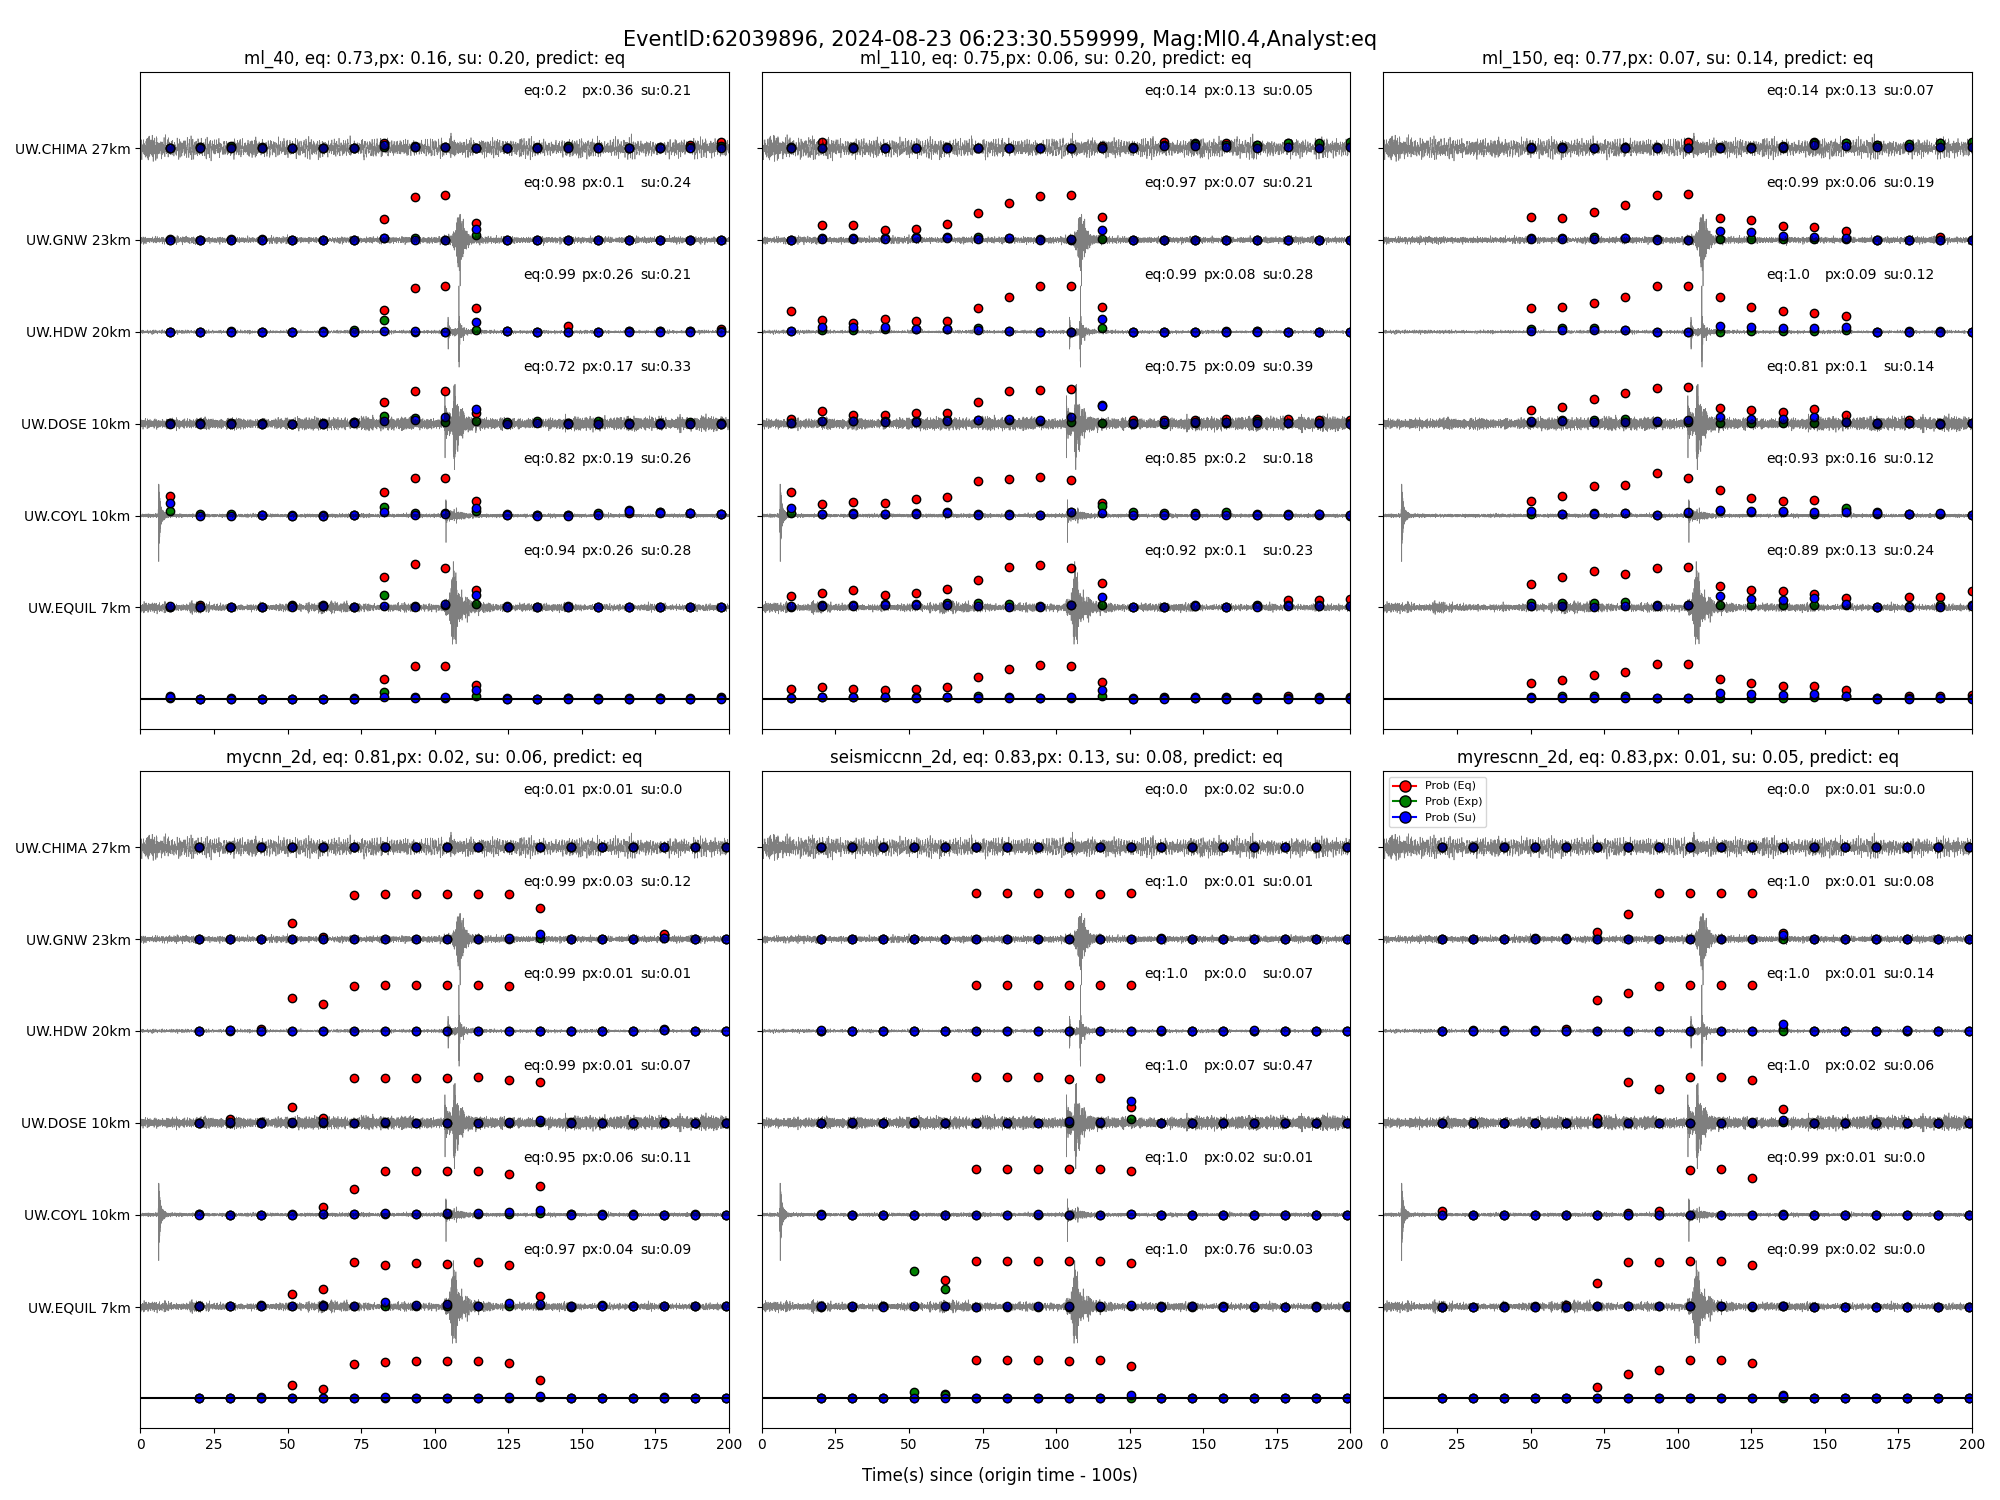 EventID:62039896, 2024-08-23 06:23:30.559999, Mag:Ml0.4,Analyst:eq
ml_40, eq: 0.73,px: 0.16, su: 0.20, predict: eq
eq:0.2 px:0.36 su:0.21
UW.CHIMA 27km
eq:0.98 px:0.1 su:0.24
UW.GNW 23km
eq:0.99 px:0.26 su:0.21
UW.HDW 20km
eq:0.72 px:0.17 su:0.33
UW.DOSE 10km
eq:0.82 px:0.19 su:0.26
UW.COYL 10km
eq:0.94 px:0.26 su:0.28
UW.EQUIL 7km
ml_110, eq: 0.75,px: 0.06, su: 0.20, predict: eq
eq:0.14 px:0.13 su:0.05
eq:0.97 px:0.07 su:0.21
eq:0.99 px:0.08 su:0.28
eq:0.75 px:0.09 su:0.39
eq:0.85 px:0.2 su:0.18
eq:0.92 px:0.1 su:0.23
ml_150, eq: 0.77,px: 0.07, su: 0.14, predict: eq
eq:0.14 px:0.13 su:0.07
eq:0.99 px:0.06 su:0.19
eq:1.0 px:0.09 su:0.12
eq:0.81 px:0.1 su:0.14
eq:0.93 px:0.16 su:0.12
eq:0.89 px:0.13 su:0.24
mycnn_2d, eq: 0.81,px: 0.02, su: 0.06, predict: eq
eq:0.01 px:0.01 su:0.0
UW.CHIMA 27km
eq:0.99 px:0.03 su:0.12
UW.GNW 23km
eq:0.99 px:0.01 su:0.01
UW.HDW 20km
eq:0.99 px:0.01 su:0.07
UW.DOSE 10km
eq:0.95 px:0.06 su:0.11
UW.COYL 10km
eq:0.97 px:0.04 su:0.09
UW.EQUIL 7km
0 25 50 75 100 125 150 175 200
seismiccnn_2d, eq: 0.83,px: 0.13, su: 0.08, predict: eq
eq:0.0 px:0.02 su:0.0
eq:1.0 px:0.01 su:0.01
eq:1.0 px:0.0 su:0.07
eq:1.0 px:0.07 su:0.47
eq:1.0 px:0.02 su:0.01
eq:1.0 px:0.76 su:0.03
0 25 50 75 100 125 150 175 200
myrescnn_2d, eq: 0.83,px: 0.01, su: 0.05, predict: eq
Prob (Eq)
Prob (Exp)
Prob (Su)
eq:0.0 px:0.01 su:0.0
eq:1.0 px:0.01 su:0.08
eq:1.0 px:0.01 su:0.14
eq:1.0 px:0.02 su:0.06
eq:0.99 px:0.01 su:0.0
eq:0.99 px:0.02 su:0.0
0 25 50 75 100 125 150 175 200
Time(s) since (origin time - 100s)